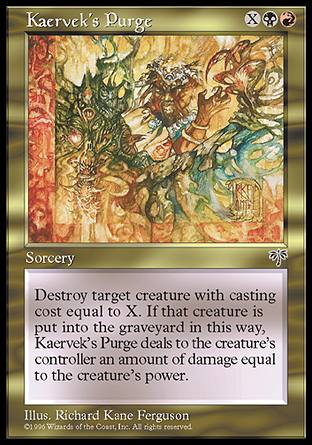 Kaervek's Purge X
Sorcery
Destroy target creature with casting
cost equal to X. If that creature is
put into the graveyard in this way,
Kaervek's Purge deals to the creature's
controller an amount of damage equal
to the creature's power.
Illus. Richard Kane Ferguson
©1996 Wizards of the Coast, Inc. All rights reserved.